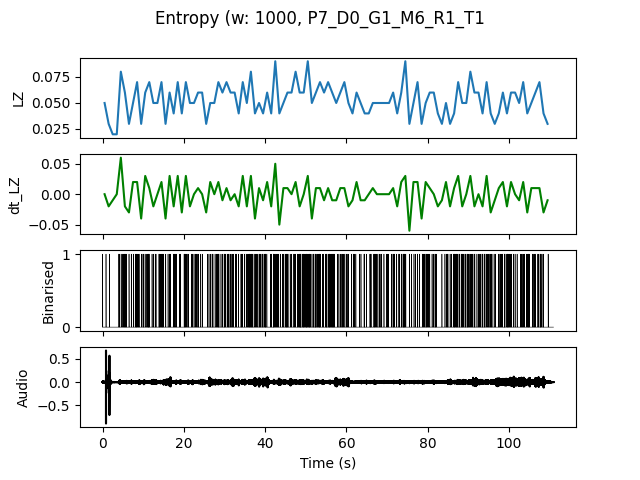 Entropy (w: 1000, P7_D0_G1_M6_R1_T1
LZ
0.075
0.050
0.025
dt_LZ
0.05
0.00
−0.05
Binarised
1
0
Audio
0.5
0.0
−0.5
0 20 40 60 80 100
Time (s)